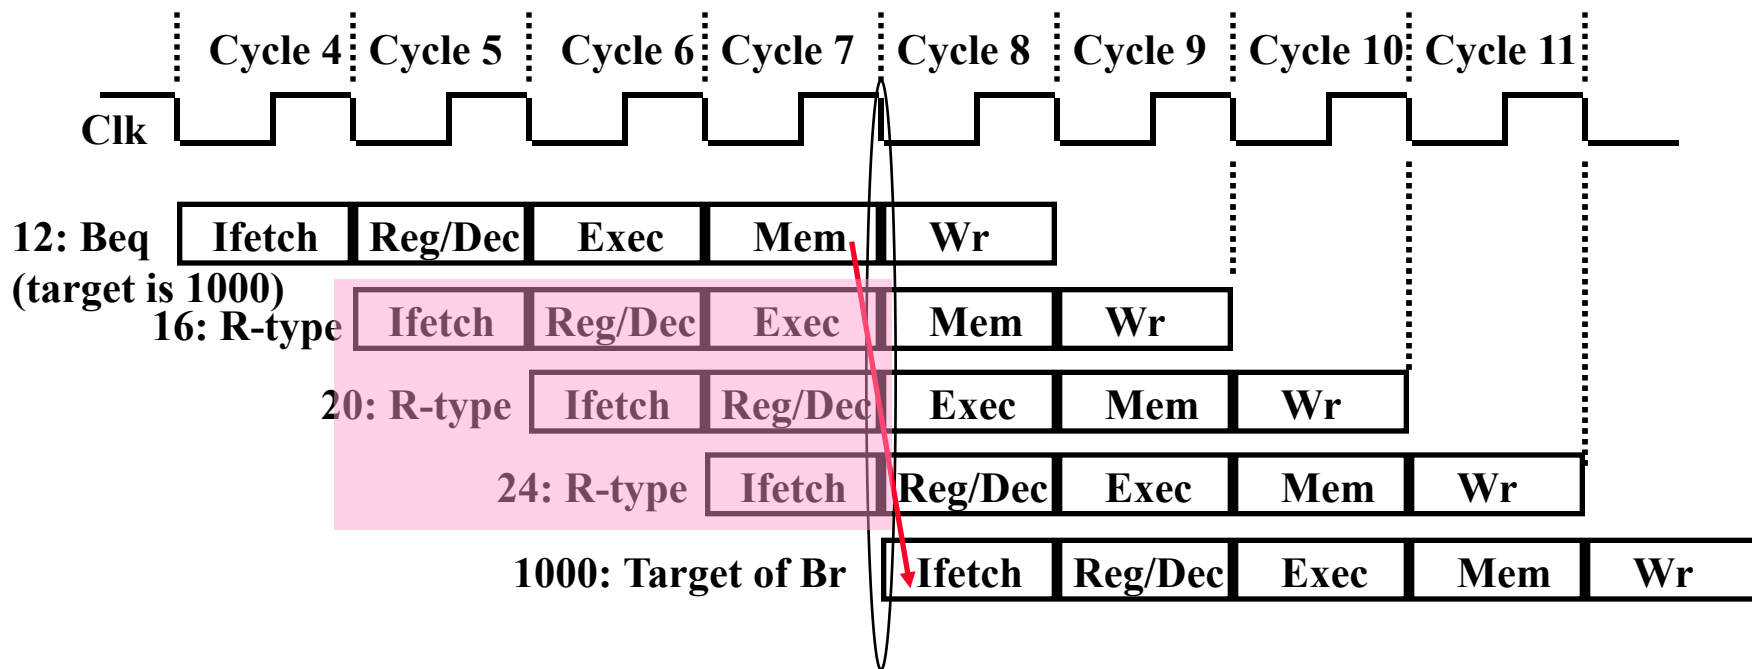 Cycle 4 Cycle 5 Cycle 6 Cycle 7 Cycle 8 Cycle 9 Cycle 10 Cycle 11
Clk
12: Beq Ifetch Reg/Dec Exec Mem Wr
(target is 1000)
16: R-type Ifetch Reg/Dec Exec Mem Wr
20: R-type Ifetch Reg/Dec Exec Mem Wr
24: R-type Ifetch Reg/Dec Exec Mem Wr
1000: Target of Br Ifetch Reg/Dec Exec Mem Wr